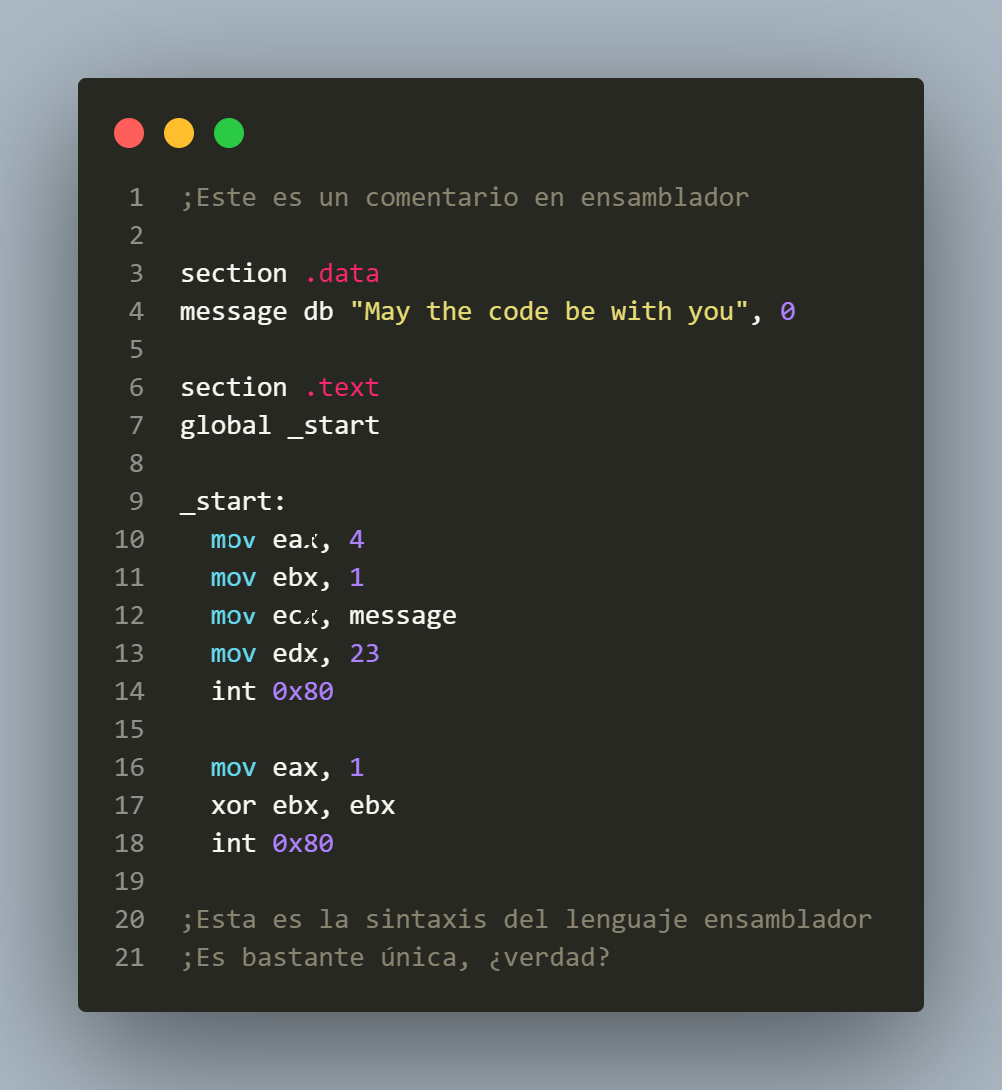 1 ;Este es un comentario en ensamblador
2
3 section .data
4 message db "May the code be with you", 0
5
6 section .text
7 global _start
8
9 _start:
10 mov eax, 4
11 mov ebx, 1
12 mov ecx, message
13 mov edx, 23
14 int 0x80
15
16 mov eax, 1
17 xor ebx, ebx
18 int 0x80
19
20 ;Esta es la sintaxis del lenguaje ensamblador
21 ;Es bastante única, ¿verdad?